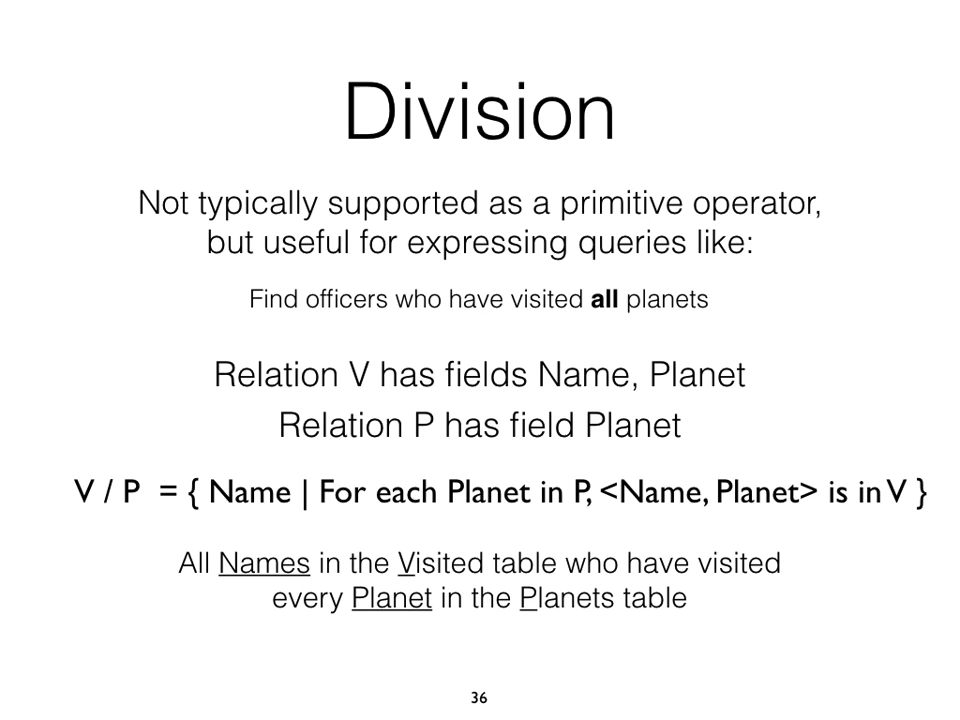 Division
Not typically supported as a primitive operator,
but useful for expressing queries like:
Find officers who have visited all planets
Relation V has fields Name, Planet
Relation P has field Planet
V / P = { Name | For each Planet in P, <Name, Planet> is in V }
All Names in the Visited table who have visited
every Planet in the Planets table
36